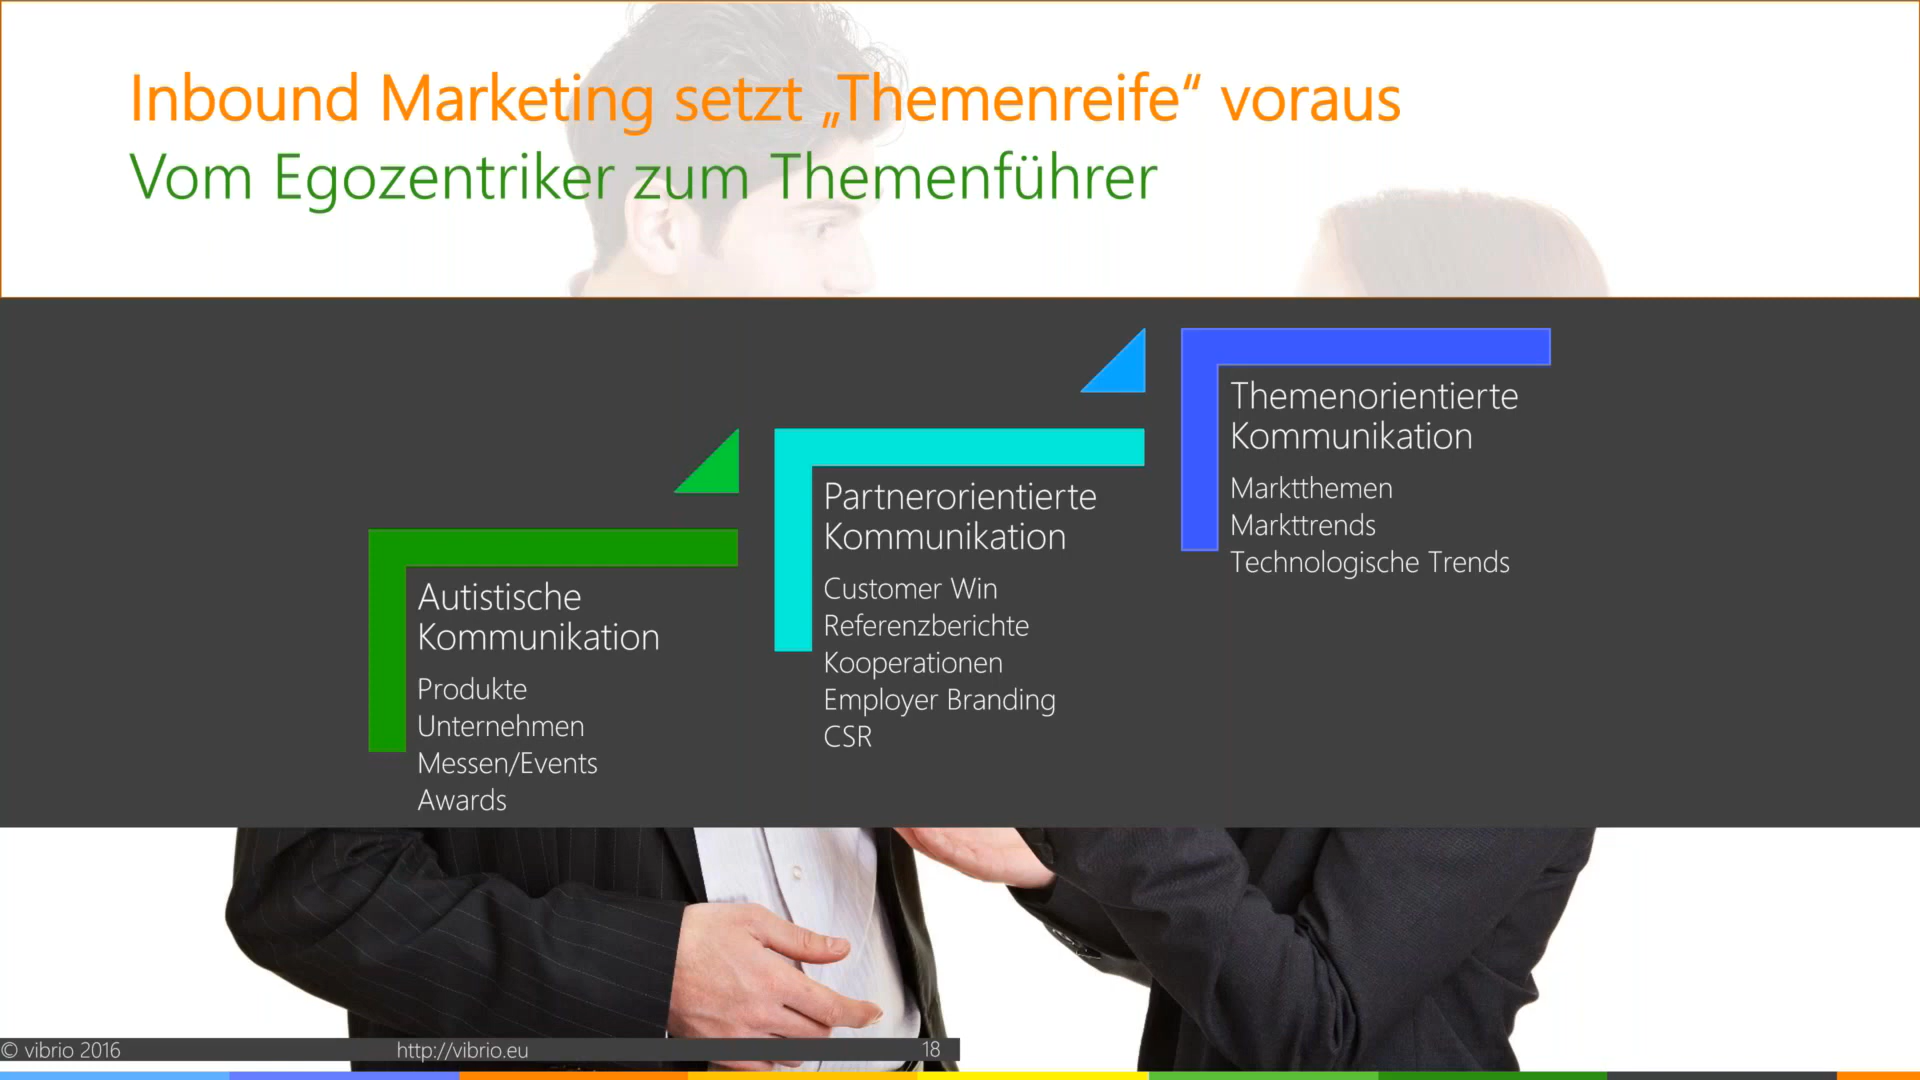 Inbound Marketing setzt „Themenreife“ voraus
Vom Egozentriker zum Themenführer
Autistische
Kommunikation
Produkte
Unternehmen
Messen/Events
Awards
Partnerorientierte
Kommunikation
Customer Win
Referenzberichte
Kooperationen
Employer Branding
CSR
Themenorientierte
Kommunikation
Marktthemen
Markttrends
Technologische Trends
© vibrio 2016
http://vibrio.eu
18